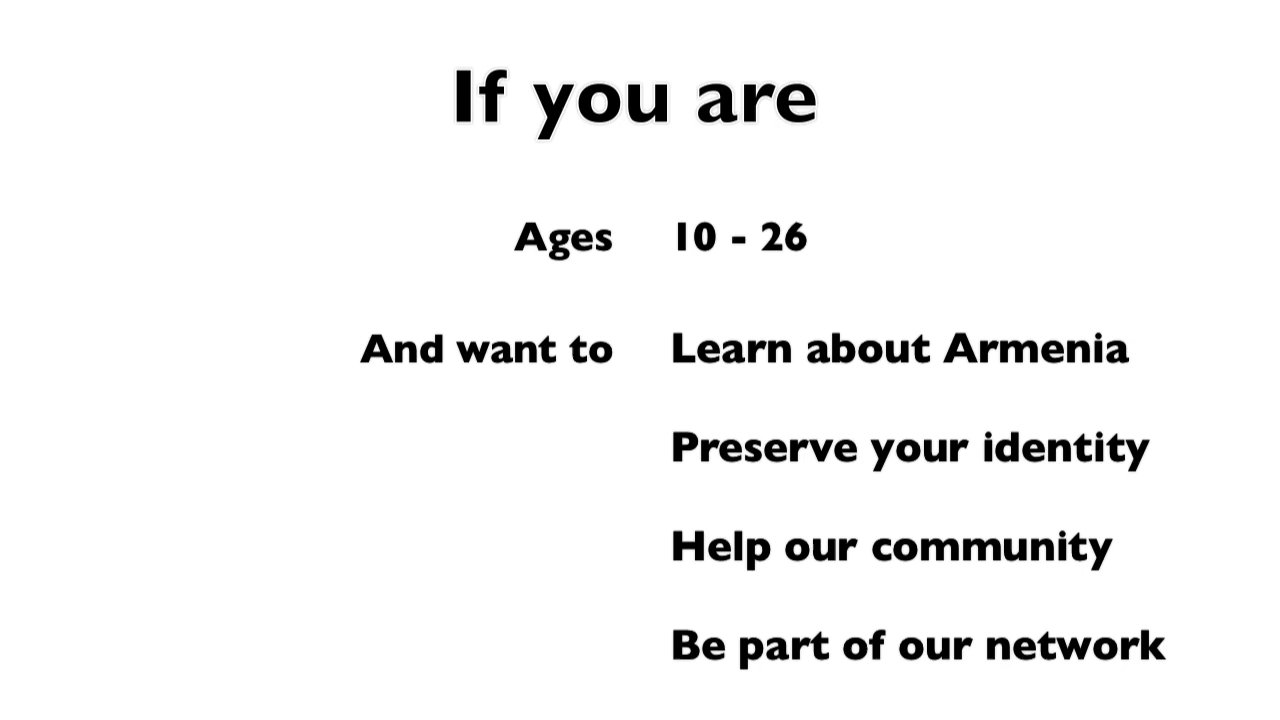 If you are
Ages 10 - 26
And want to Learn about Armenia
Preserve your identity
Help our community
Be part of our network